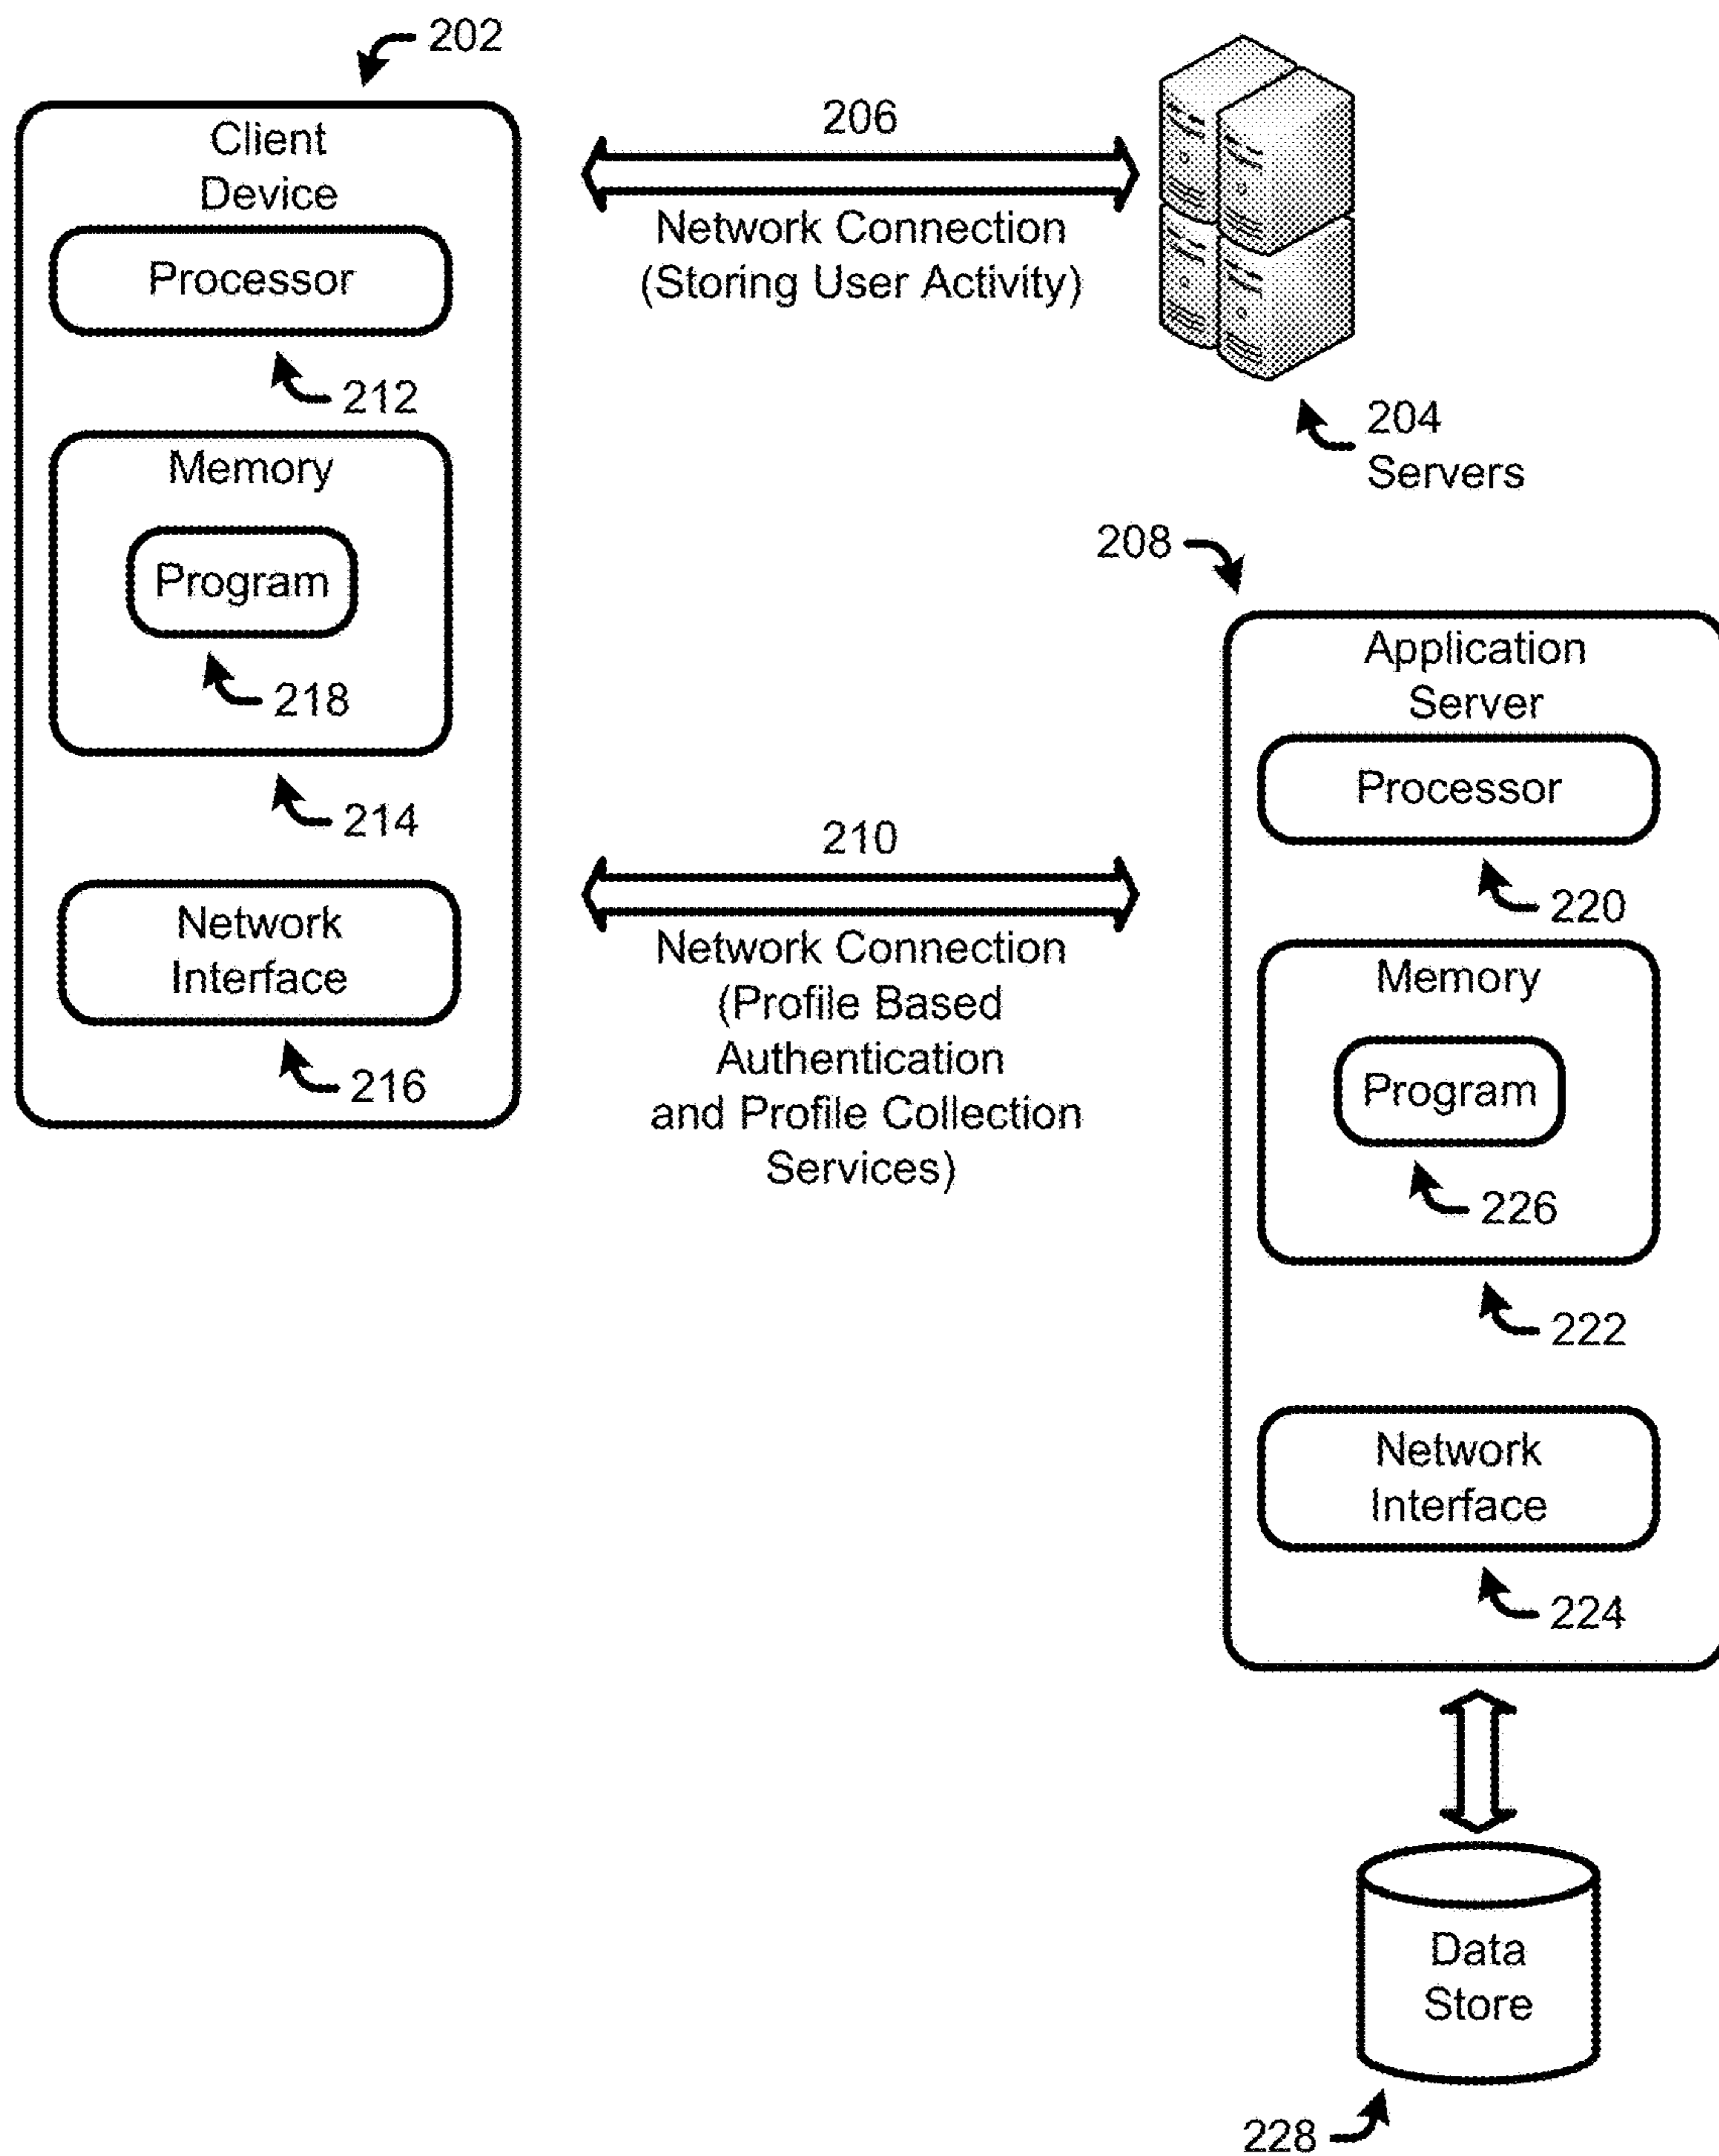 202
Client
Device
Processor
212
Memory
Program
218
214
Network
Interface
216
206
Network Connection
(Storing User Activity)
204
Servers
210
Network Connection
(Profile Based
Authentication
and Profile Collection
Services)
208
Application
Server
Processor
220
Memory
Program
226
222
Network
Interface
224
Data
Store
228